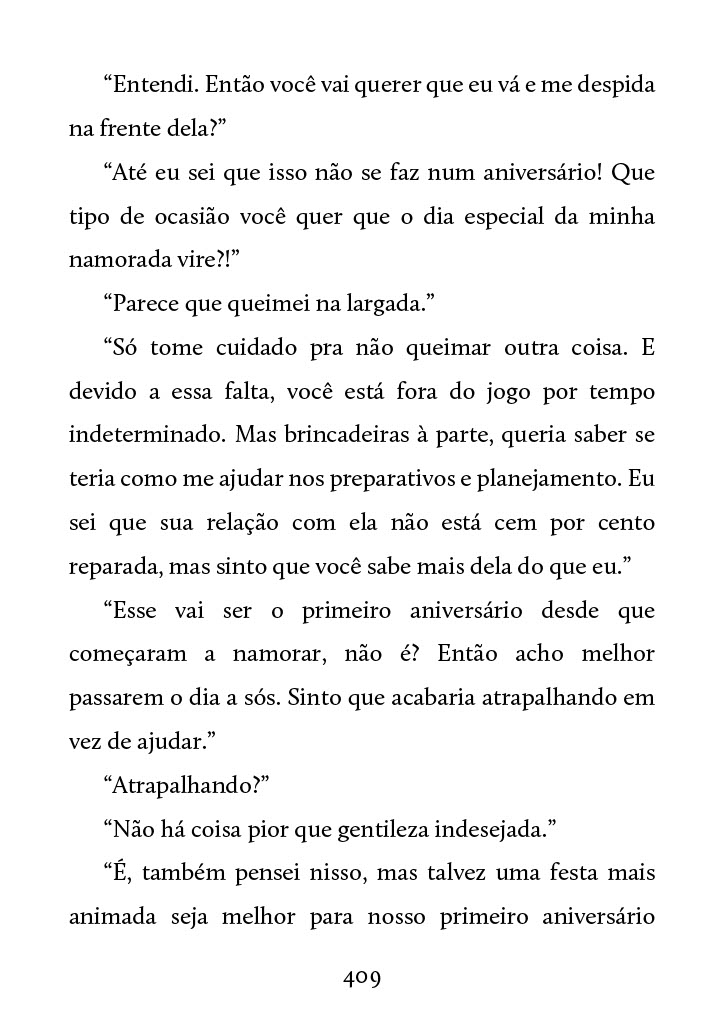 “Entendi. Então você vai querer que eu vá e me despida
na frente dela?”
“Até eu sei que isso não se faz num aniversário! Que
tipo de ocasião você quer que o dia especial da minha
namorada vire?!”
“Parece que queimei na largada.”
“Só tome cuidado pra não queimar outra coisa. E
devido a essa falta, você está fora do jogo por tempo
indeterminado. Mas brincadeiras à parte, queria saber se
teria como me ajudar nos preparativos e planejamento. Eu
sei que sua relação com ela não está cem por cento
reparada, mas sinto que você sabe mais dela do que eu.”
“Esse vai ser o primeiro aniversário desde que
começaram a namorar, não é? Então acho melhor
passarem o dia a sós. Sinto que acabaria atrapalhando em
vez de ajudar.”
“Atrapalhando?”
“Não há coisa pior que gentileza indesejada.”
“É, também pensei nisso, mas talvez uma festa mais
animada seja melhor para nosso primeiro aniversário
409